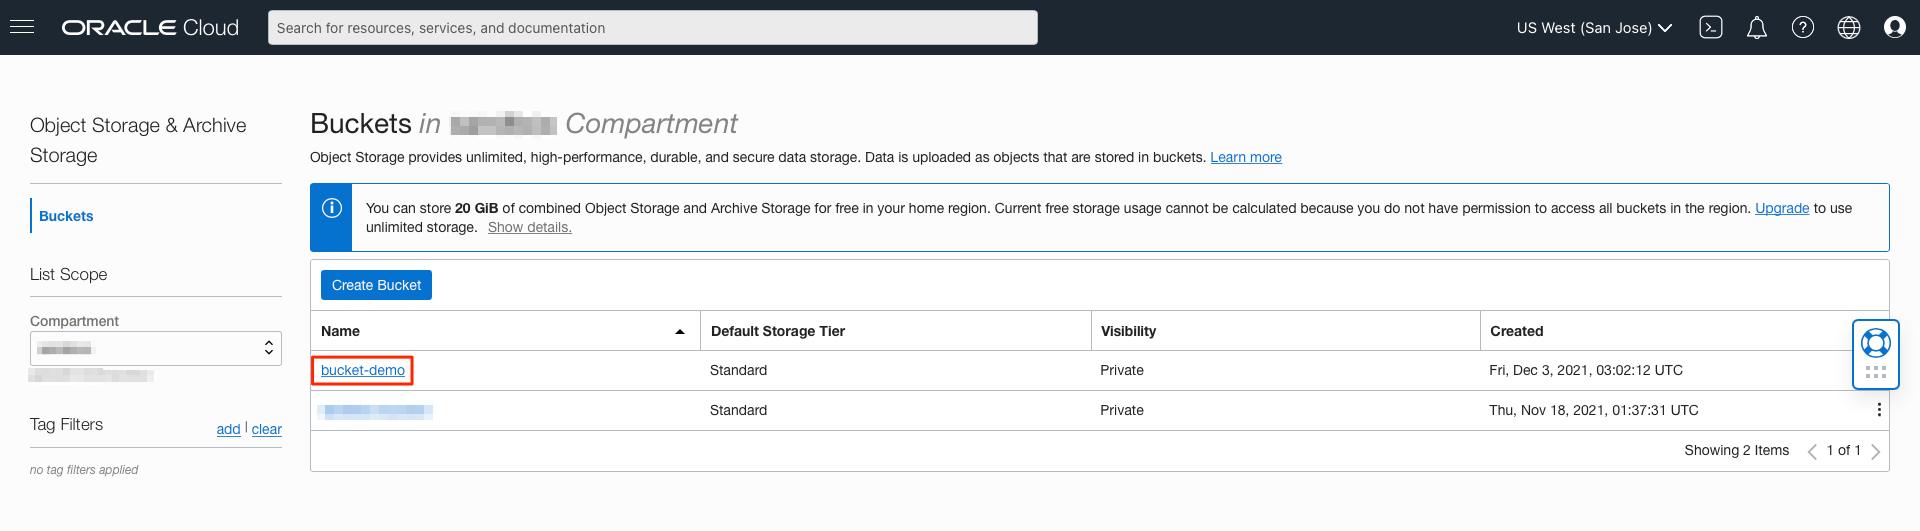 ORACLE Cloud
Search for resources, services, and documentation
US West (San Jose)
Object Storage & Archive
Storage
Buckets
List Scope
Compartment
Tag Filters
add | clear
no tag filters applied
Buckets in Compartment
Object Storage provides unlimited, high-performance, durable, and secure data storage. Data is uploaded as objects that are stored in buckets. Learn more
You can store 20 GiB of combined Object Storage and Archive Storage for free in your home region. Current free storage usage cannot be calculated because you do not have permission to access all buckets in the region. Upgrade to use
unlimited storage. Show details.
Create Bucket
Name Default Storage Tier Visibility Created
bucket-demo Standard Private Fri, Dec 3, 2021, 03:02:12 UTC
Standard Private Thu, Nov 18, 2021, 01:37:31 UTC
Showing 2 Items 1 of 1